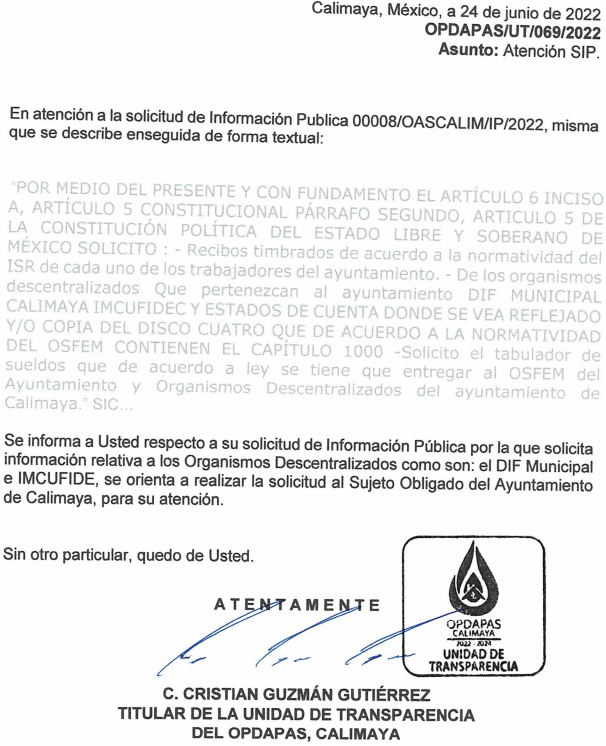 Calimaya, México, a 24 de junio de 2022
OPDAPAS/UT/069/2022
Asunto: Atención SIP.
En atención a la solicitud de Información Publica 00008/OASCALIM/IP/2022, misma
que se describe enseguida de forma textual:
"POR MEDIO DEL PRESENTE Y CON FUNDAMENTO EL ARTÍCULO 6 INCISO
A, ARTÍCULO 5 CONSTITUCIONAL PÁRRAFO SEGUNDO, ARTICULO 5 DE
LA CONSTITUCIÓN POLÍTICA DEL ESTADO LIBRE Y SOBERANO DE
MÉXICO SOLICITO : - Recibos timbrados de acuerdo a la normatividad del
ISR de cada uno de los trabajadores del ayuntamiento. - De los organismos
descentralizados Que pertenezcan al ayuntamiento DIF MUNICIPAL
CALIMAYA IMCUFIDEC Y ESTADOS DE CUENTA DONDE SE VEA REFLEJADO
Y/O COPIA DEL DISCO CUATRO QUE DE ACUERDO A LA NORMATIVIDAD
DEL OSFEM CONTIENEN EL CAPÍTULO 1000 -Solicito el tabulador de
sueldos que de acuerdo a ley se tiene que entregar al OSFEM del
Ayuntamiento y Organismos Descentralizados del ayuntamiento de
Calimaya." SIC...
Se informa a Usted respecto a su solicitud de Información Pública por la que solicita
información relativa a los Organismos Descentralizados como son: el DIF Municipal
e IMCUFIDE, se orienta a realizar la solicitud al Sujeto Obligado del Ayuntamiento
de Calimaya, para su atención.
Sin otro particular, quedo de Usted.
ATENTAMENTE
OPDAPAS
CALIMAYA
2022 - 2024
UNIDAD DE
TRANSPARENCIA
C. CRISTIAN GUZMÁN GUTIÉRREZ
TITULAR DE LA UNIDAD DE TRANSPARENCIA
DEL OPDAPAS, CALIMAYA